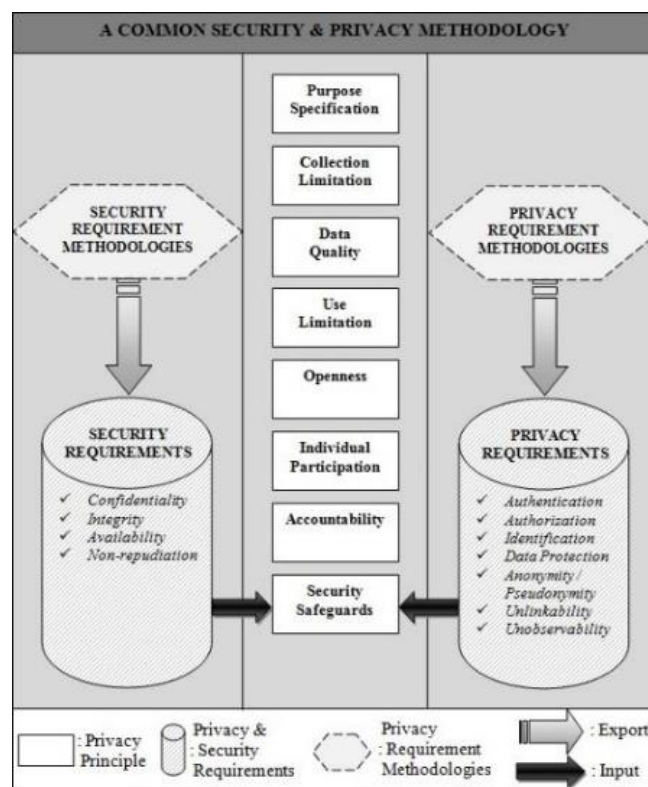 A COMMON SECURITY & PRIVACY METHODOLOGY
SECURITY
REQUIREMENT
METHODOLOGIES
SECURITY
REQUIREMENTS
✓ Confidentiality
✓ Integrity
✓ Availability
✓ Non-repudiation
Purpose
Specification
Collection
Limitation
Data
Quality
Use
Limitation
Openness
Individual
Participation
Accountability
Security
Safeguards
PRIVACY
REQUIREMENT
METHODOLOGIES
PRIVACY
REQUIREMENTS
✓ Authentication
✓ Authorization
✓ Identification
✓ Data Protection
✓ Anonymity /
Pseudonymity
✓ Unlinkability
✓ Unobservability
: Privacy
Principle
Privacy &
: Security
Requirements
Privacy
: Requirement
Methodologies
: Export
: Input